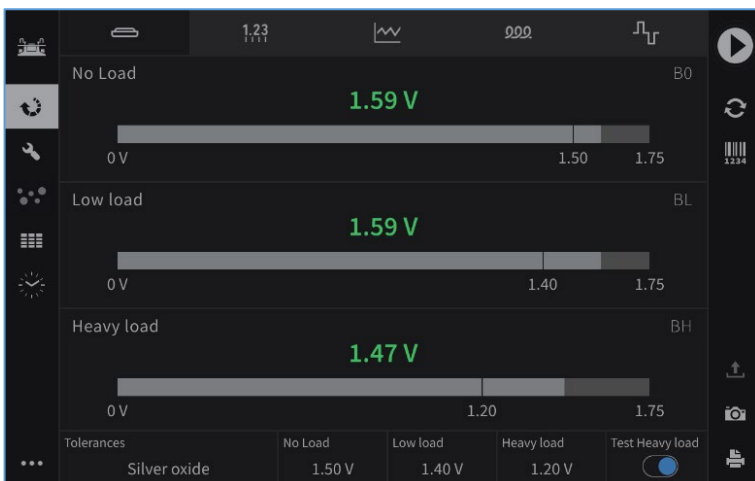 1.23
No Load B0
1.59 V
0 V 1.50 1.75
Low load BL
1.59 V
0 V 1.40 1.75
Heavy load BH
1.47 V
0 V 1.20 1.75
Tolerances No Load Low load Heavy load Test Heavy load
Silver oxide 1.50 V 1.40 V 1.20 V
1234